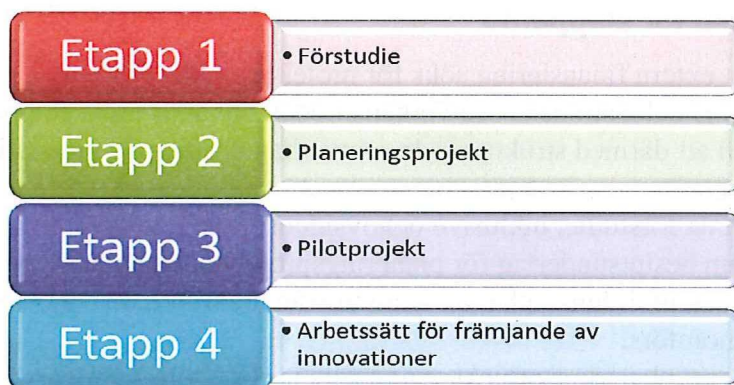 Etapp 1
• Förstudie
Etapp 2
• Planeringsprojekt
Etapp 3
• Pilotprojekt
Etapp 4
• Arbetssätt för främjande av
innovationer